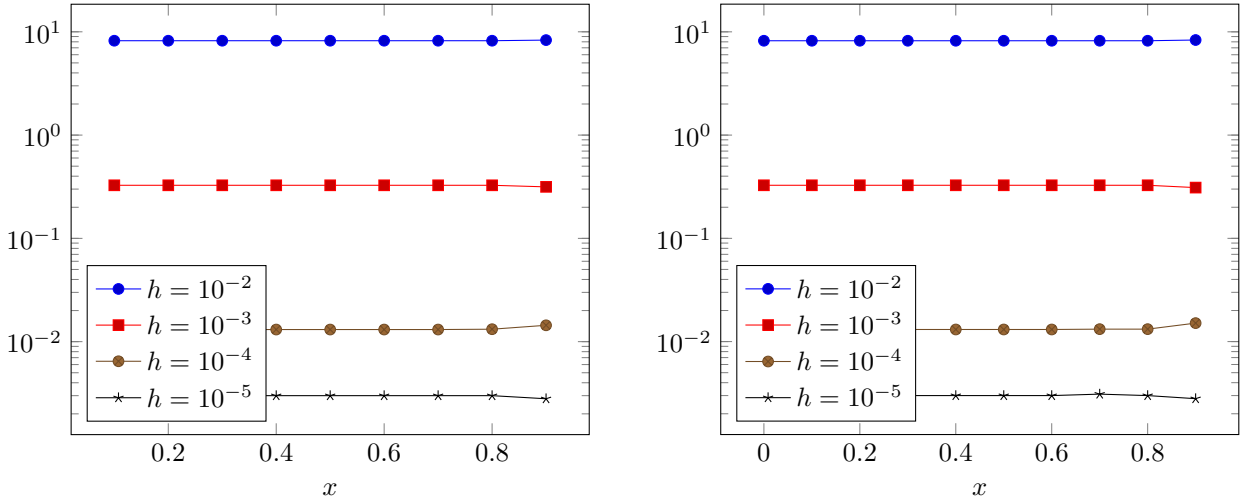 10^1
10^0
10^{-1}
10^{-2}
h = 10^{-2}
h = 10^{-3}
h = 10^{-4}
h = 10^{-5}
0.2 0.4 0.6 0.8
x
10^1
10^0
10^{-1}
10^{-2}
h = 10^{-2}
h = 10^{-3}
h = 10^{-4}
h = 10^{-5}
0 0.2 0.4 0.6 0.8
x